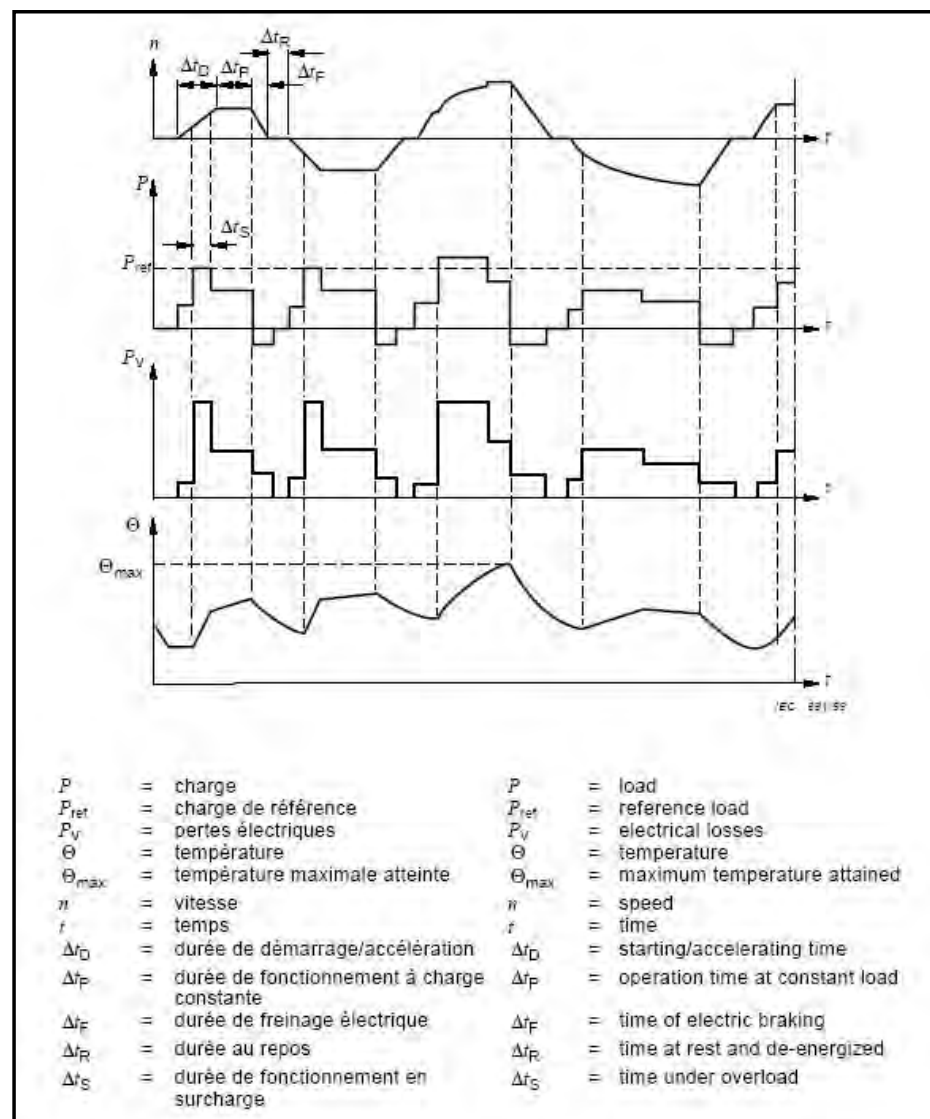 n
Δt_D
Δt_P
Δt_R
Δt_F
t
P
Δt_S
P_ref
P_V
Θ
Θ_max
t
IEC
P = charge
P_ref = charge de référence
P_V = pertes électriques
Θ = température
Θ_max = température maximale atteinte
n = vitesse
t = temps
Δt_D = durée de démarrage/accélération
Δt_P = durée de fonctionnement à charge
constante
Δt_F = durée de freinage électrique
Δt_R = durée au repos
Δt_S = durée de fonctionnement en
surcharge
P = load
P_ref = reference load
P_V = electrical losses
Θ = temperature
Θ_max = maximum temperature attained
n = speed
t = time
Δt_D = starting/accelerating time
Δt_P = operation time at constant load
Δt_F = time of electric braking
Δt_R = time at rest and de-energized
Δt_S = time under overload